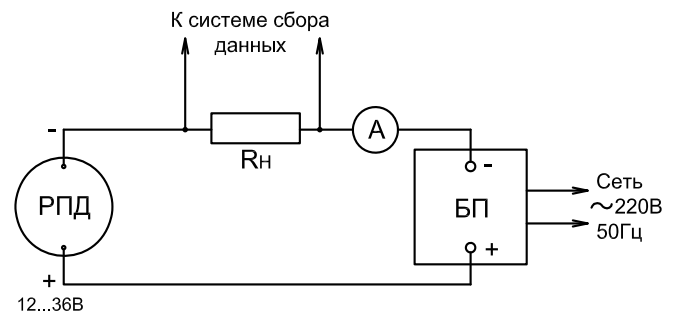 К системе сбора
данных
-
Rн
А
РПД
+
12...36В
БП
-
+
Сеть
~220В
50Гц